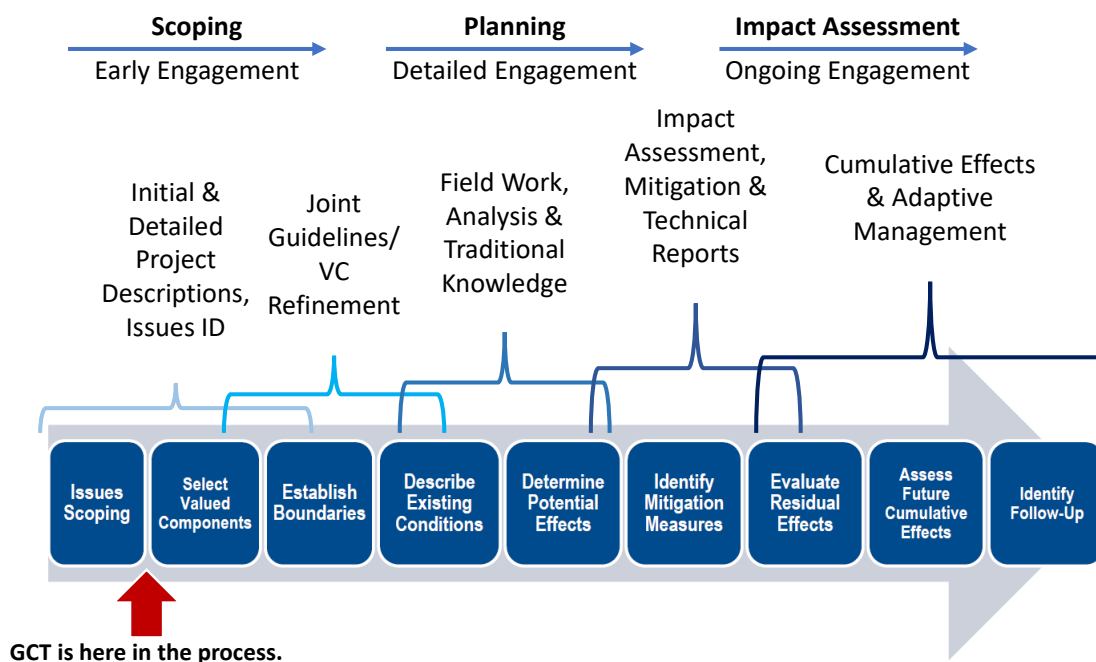 Scoping
Early Engagement
Planning
Detailed Engagement
Impact Assessment
Ongoing Engagement
Initial &
Detailed
Project
Descriptions,
Issues ID
Joint
Guidelines/
VC
Refinement
Field Work,
Analysis &
Traditional
Knowledge
Impact
Assessment,
Mitigation &
Technical
Reports
Cumulative Effects
& Adaptive
Management
Issues
Scoping
Select
Valued
Components
Establish
Boundaries
Describe
Existing
Conditions
Determine
Potential
Effects
Identify
Mitigation
Measures
Evaluate
Residual
Effects
Assess
Future
Cumulative
Effects
Identify
Follow-Up
GCT is here in the process.